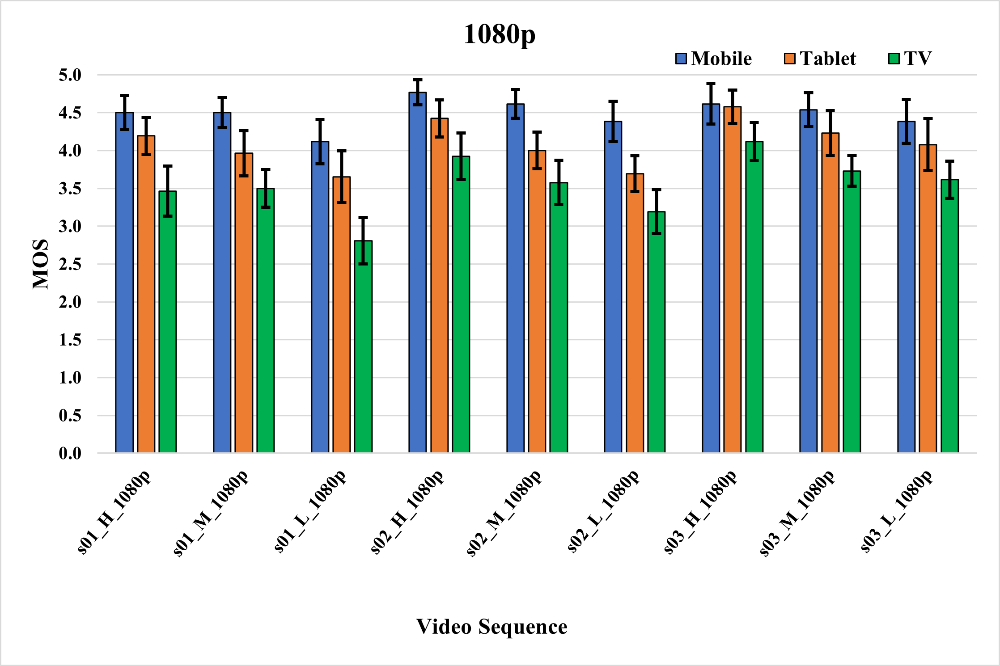 1080p
Mobile Tablet TV
5.0
4.5
4.0
3.5
3.0
2.5
2.0
1.5
1.0
0.5
0.0
MOS
s01_H_1080p
s01_M_1080p
s01_L_1080p
s02_H_1080p
s02_M_1080p
s02_L_1080p
s03_H_1080p
s03_M_1080p
s03_L_1080p
Video Sequence